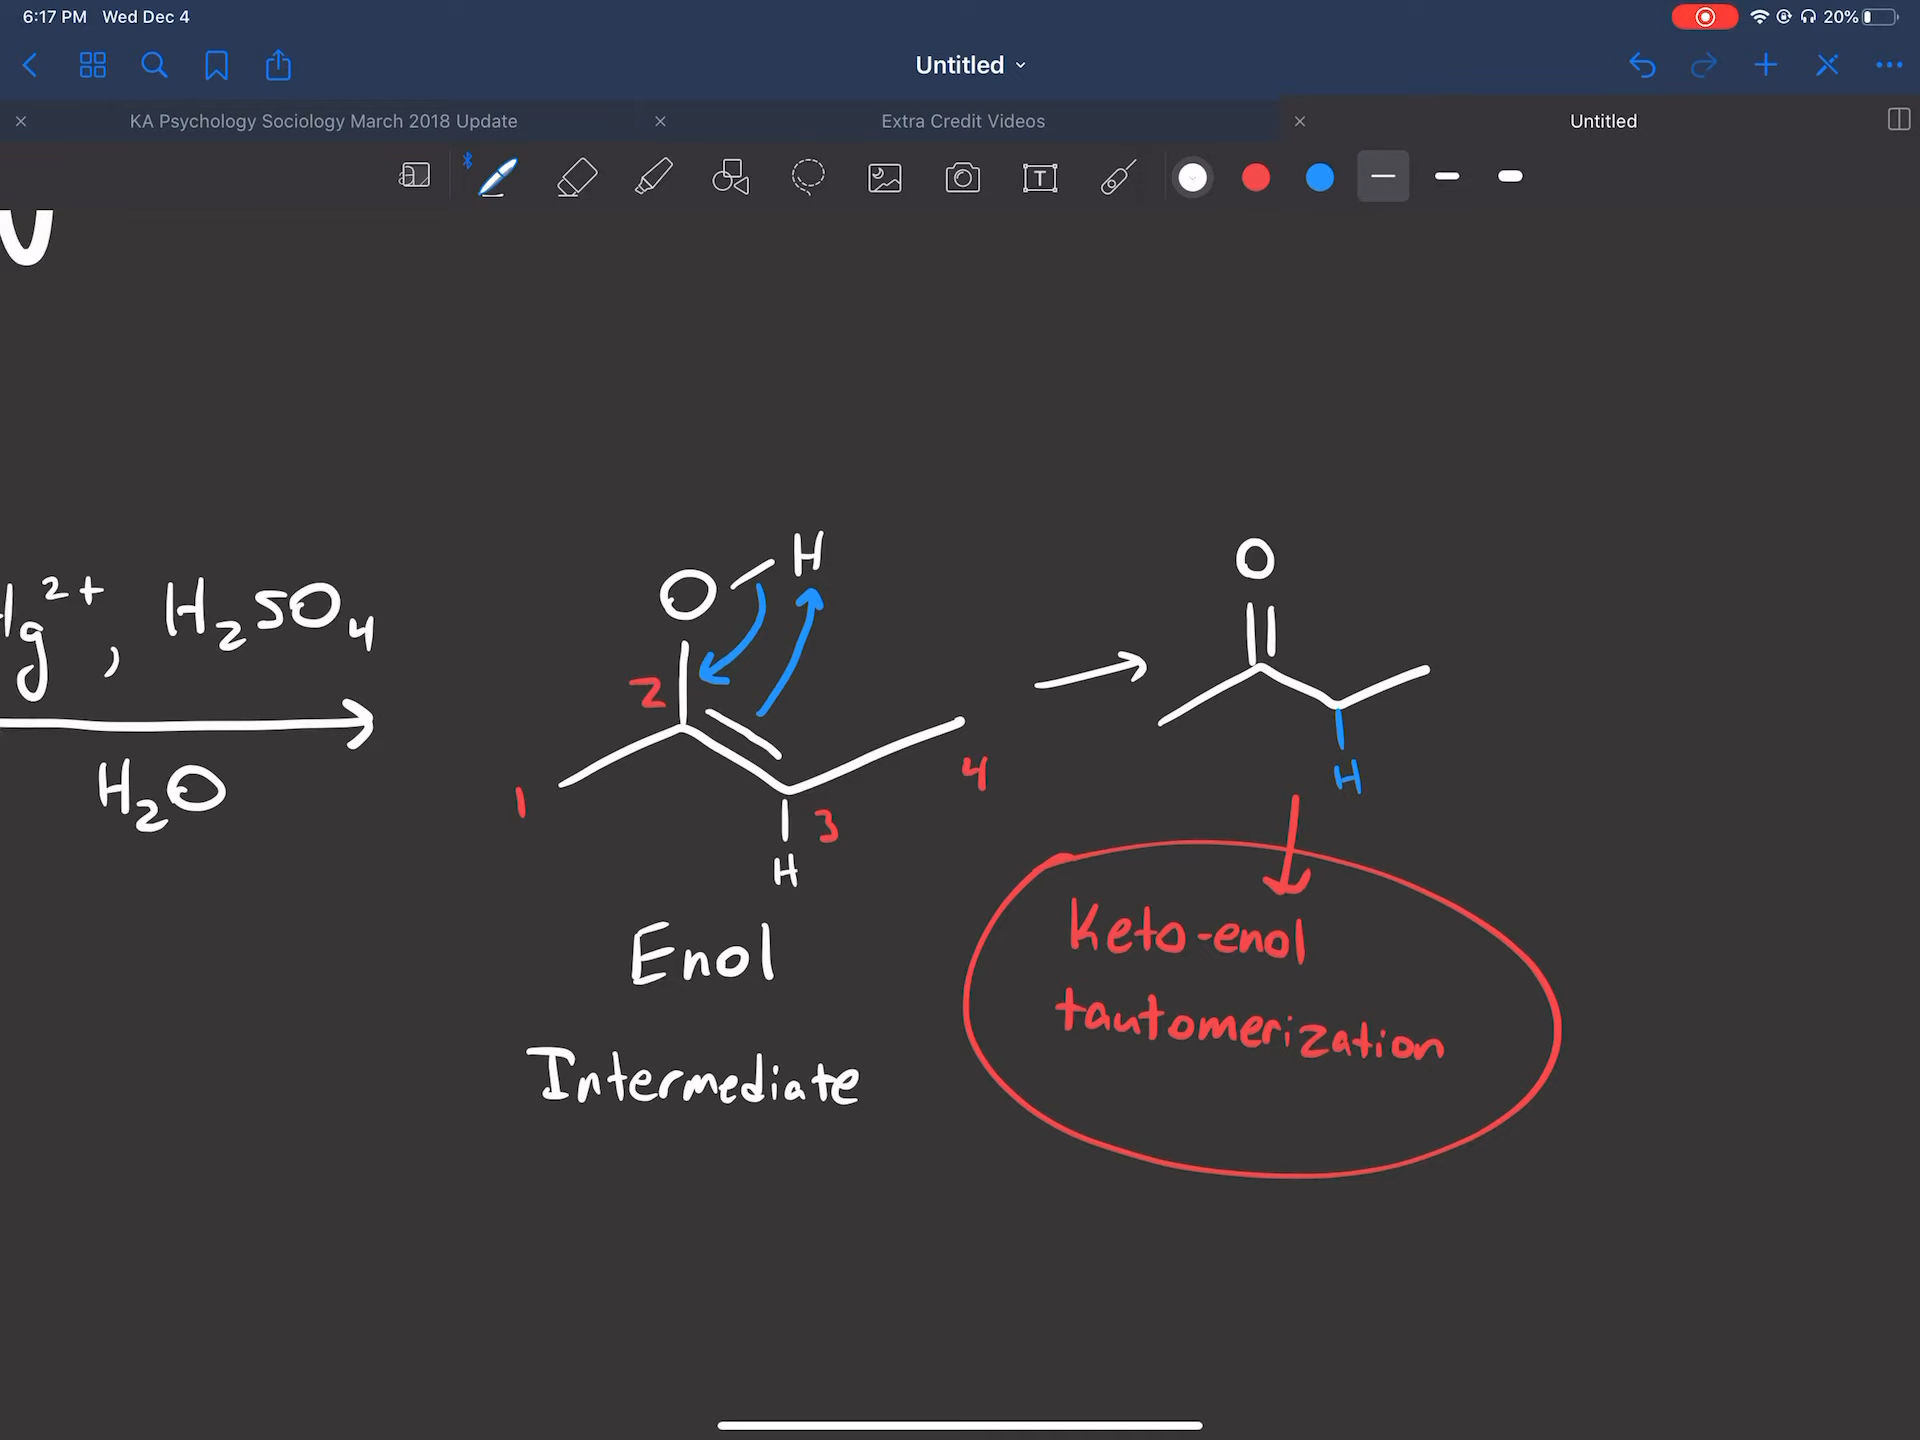 6:17 PM Wed Dec 4
20%
Untitled
KA Psychology Sociology March 2018 Update
Extra Credit Videos
Untitled
T
Hg²⁺, H₂SO₄
H₂O
O-H
2
1
3
4
H
Enol
Intermediate
O
H
Keto-enol
tautomerization